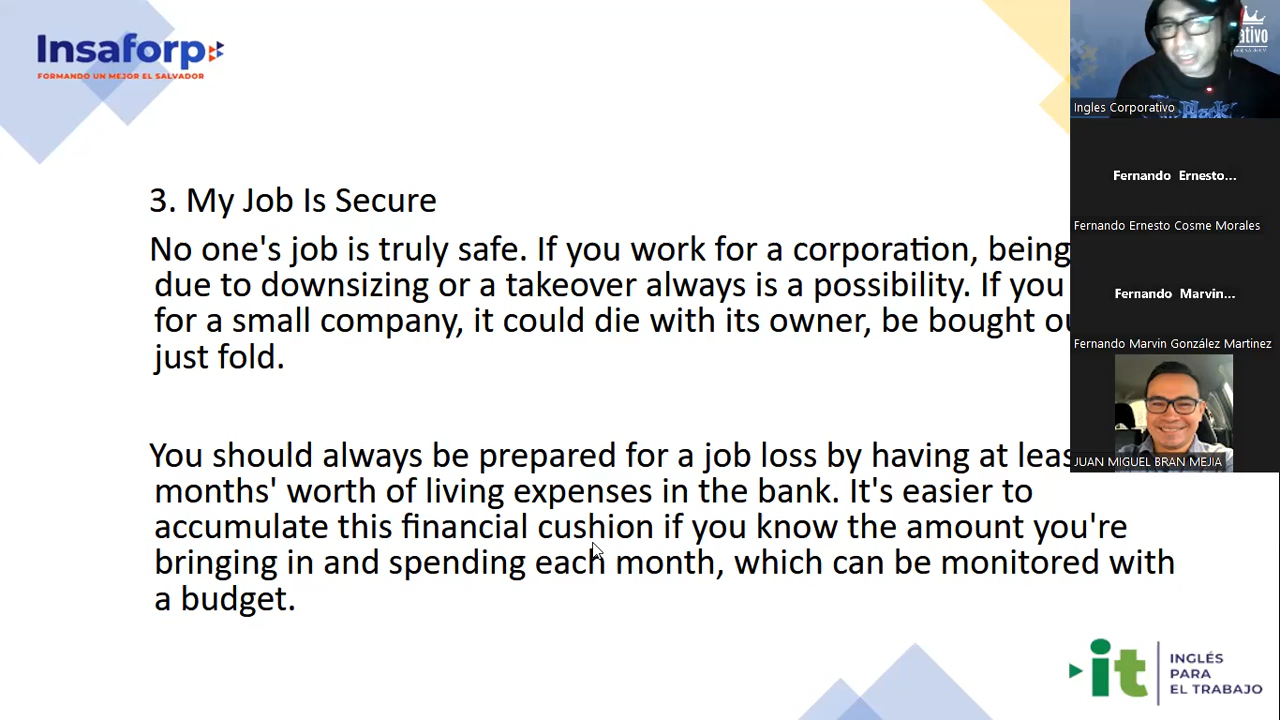 Insaforp
FORMANDO UN MEJOR EL SALVADOR
ativo
Ingles Corporativo
Fernando Ernesto...
Fernando Ernesto Cosme Morales
Fernando Marvin...
Fernando Marvin González Martinez
JUAN MIGUEL BRAN MEJIA
3. My Job Is Secure
No one's job is truly safe. If you work for a corporation, being
due to downsizing or a takeover always is a possibility. If you
for a small company, it could die with its owner, be bought
just fold.
You should always be prepared for a job loss by having at
months' worth of living expenses in the bank. It's easier to
accumulate this financial cushion if you know the amount you're
bringing in and spending each month, which can be monitored with
a budget.
it
INGLÉS
PARA
EL TRABAJO